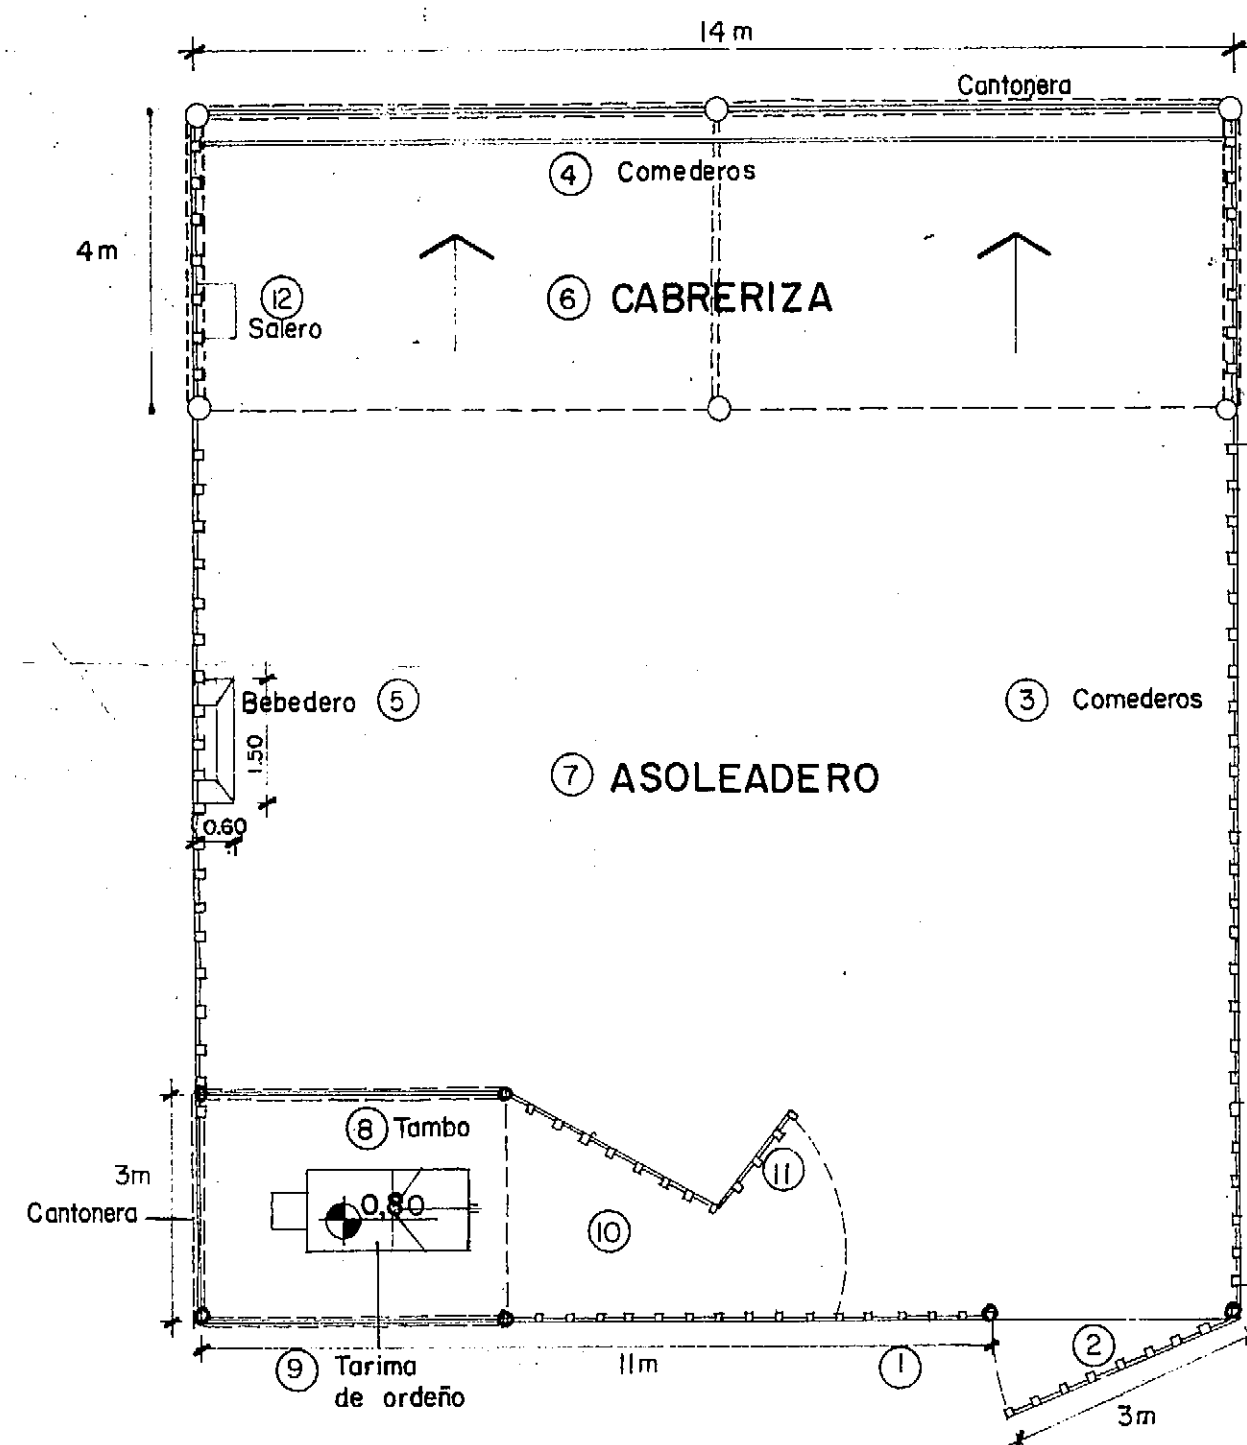 14 m
Cantonera
4 Comederos
4 m
12
Salero
6 CABRERIZA
Bebedero 5
3 Comederos
1.50
7 ASOLEADERO
0.60
8 Tambo
3m
11
0,80
Cantonera
10
9 Tarima
de ordeño
11m
1
2
3m